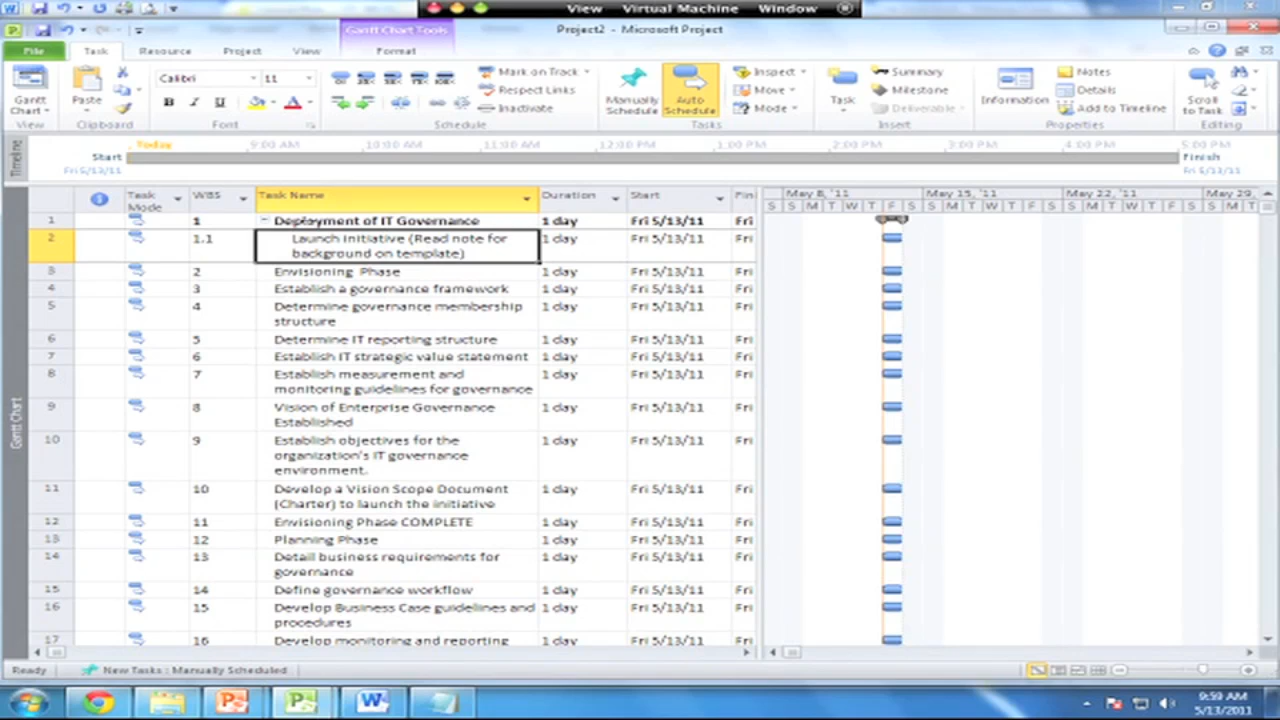 View Virtual Machine Window
Project2 - Microsoft Project
Gantt Chart Tools
File Task Resource Project View Format
Gantt Chart
View
Paste
Clipboard
Calibri 11
B I U A
Font
Mark on Track
Respect Links
Inactivate
Schedule
Manually Schedule
Auto Schedule
Inspect
Move
Mode
Tasks
Task
Summary
Milestone
Deliverable
Insert
Information
Notes
Details
Add to Timeline
Properties
Scroll to Task
Editing
Timeline
Today 9:00 AM 10:00 AM 11:00 AM 12:00 PM 1:00 PM 2:00 PM 3:00 PM 4:00 PM 5:00 PM
Start
Fri 5/13/11
Finish
Fri 5/13/11
Task Mode WBS Task Name Duration Start Fin
May 8, '11 May 15, '11 May 22, '11 May 29,
S M T W T F S S M T W T F S S M T W T F S S M T
1 1 Deployment of IT Governance 1 day Fri 5/13/11 Fri
2 1.1 Launch initiative (Read note for 1 day Fri 5/13/11 Fri
background on template)
3 2 Envisioning Phase 1 day Fri 5/13/11 Fri
4 3 Establish a governance framework 1 day Fri 5/13/11 Fri
5 4 Determine governance membership 1 day Fri 5/13/11 Fri
structure
6 5 Determine IT reporting structure 1 day Fri 5/13/11 Fri
7 6 Establish IT strategic value statement 1 day Fri 5/13/11 Fri
8 7 Establish measurement and 1 day Fri 5/13/11 Fri
monitoring guidelines for governance
9 8 Vision of Enterprise Governance 1 day Fri 5/13/11 Fri
Established
10 9 Establish objectives for the 1 day Fri 5/13/11 Fri
organization's IT governance
environment.
11 10 Develop a Vision Scope Document 1 day Fri 5/13/11 Fri
(Charter) to launch the initiative
12 11 Envisioning Phase COMPLETE 1 day Fri 5/13/11 Fri
13 12 Planning Phase 1 day Fri 5/13/11 Fri
14 13 Detail business requirements for 1 day Fri 5/13/11 Fri
governance
15 14 Define governance workflow 1 day Fri 5/13/11 Fri
16 15 Develop Business Case guidelines and 1 day Fri 5/13/11 Fri
procedures
17 16 Develop monitoring and reporting 1 day Fri 5/13/11 Fri
Gantt Chart
Ready New Tasks : Manually Scheduled
9:59 AM
5/13/2011